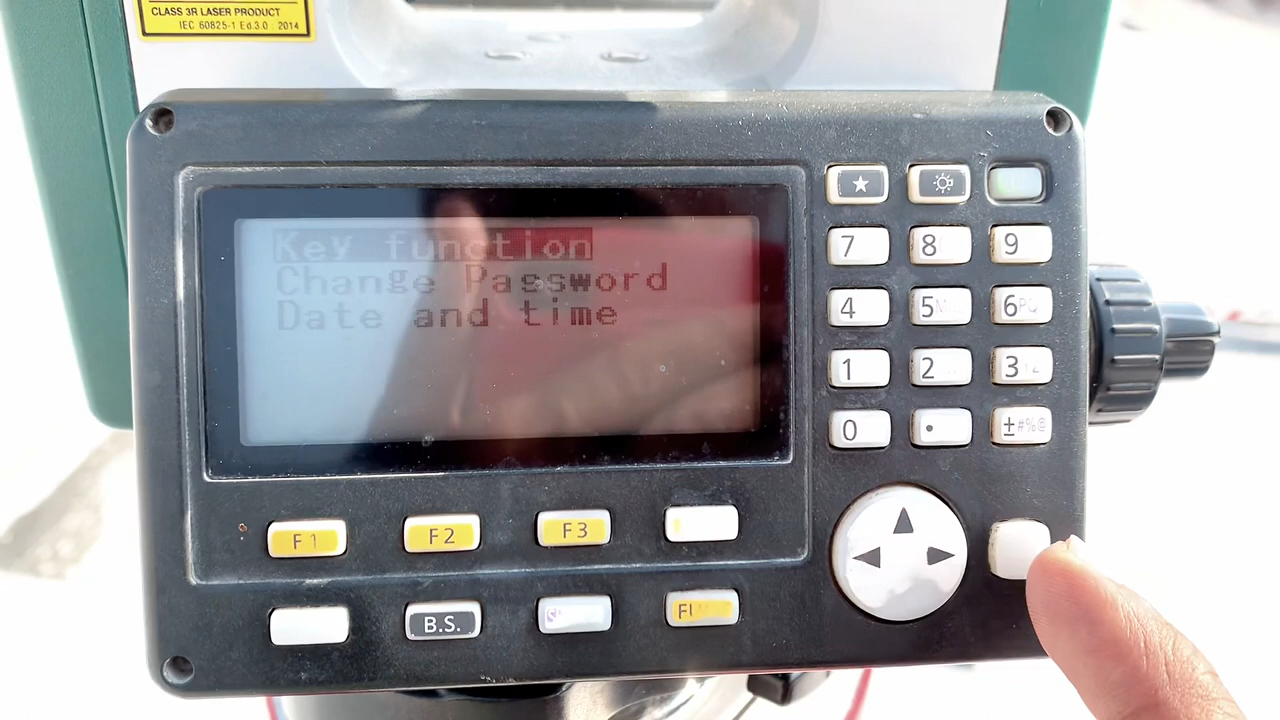 CLASS 3R LASER PRODUCT
IEC 60825-1 Ed.3.0 : 2014
Key function
Change Password
Date and time
7 8 9
4 5 6
1 2 3
0 . ±#%@
F1 F2 F3
B.S.